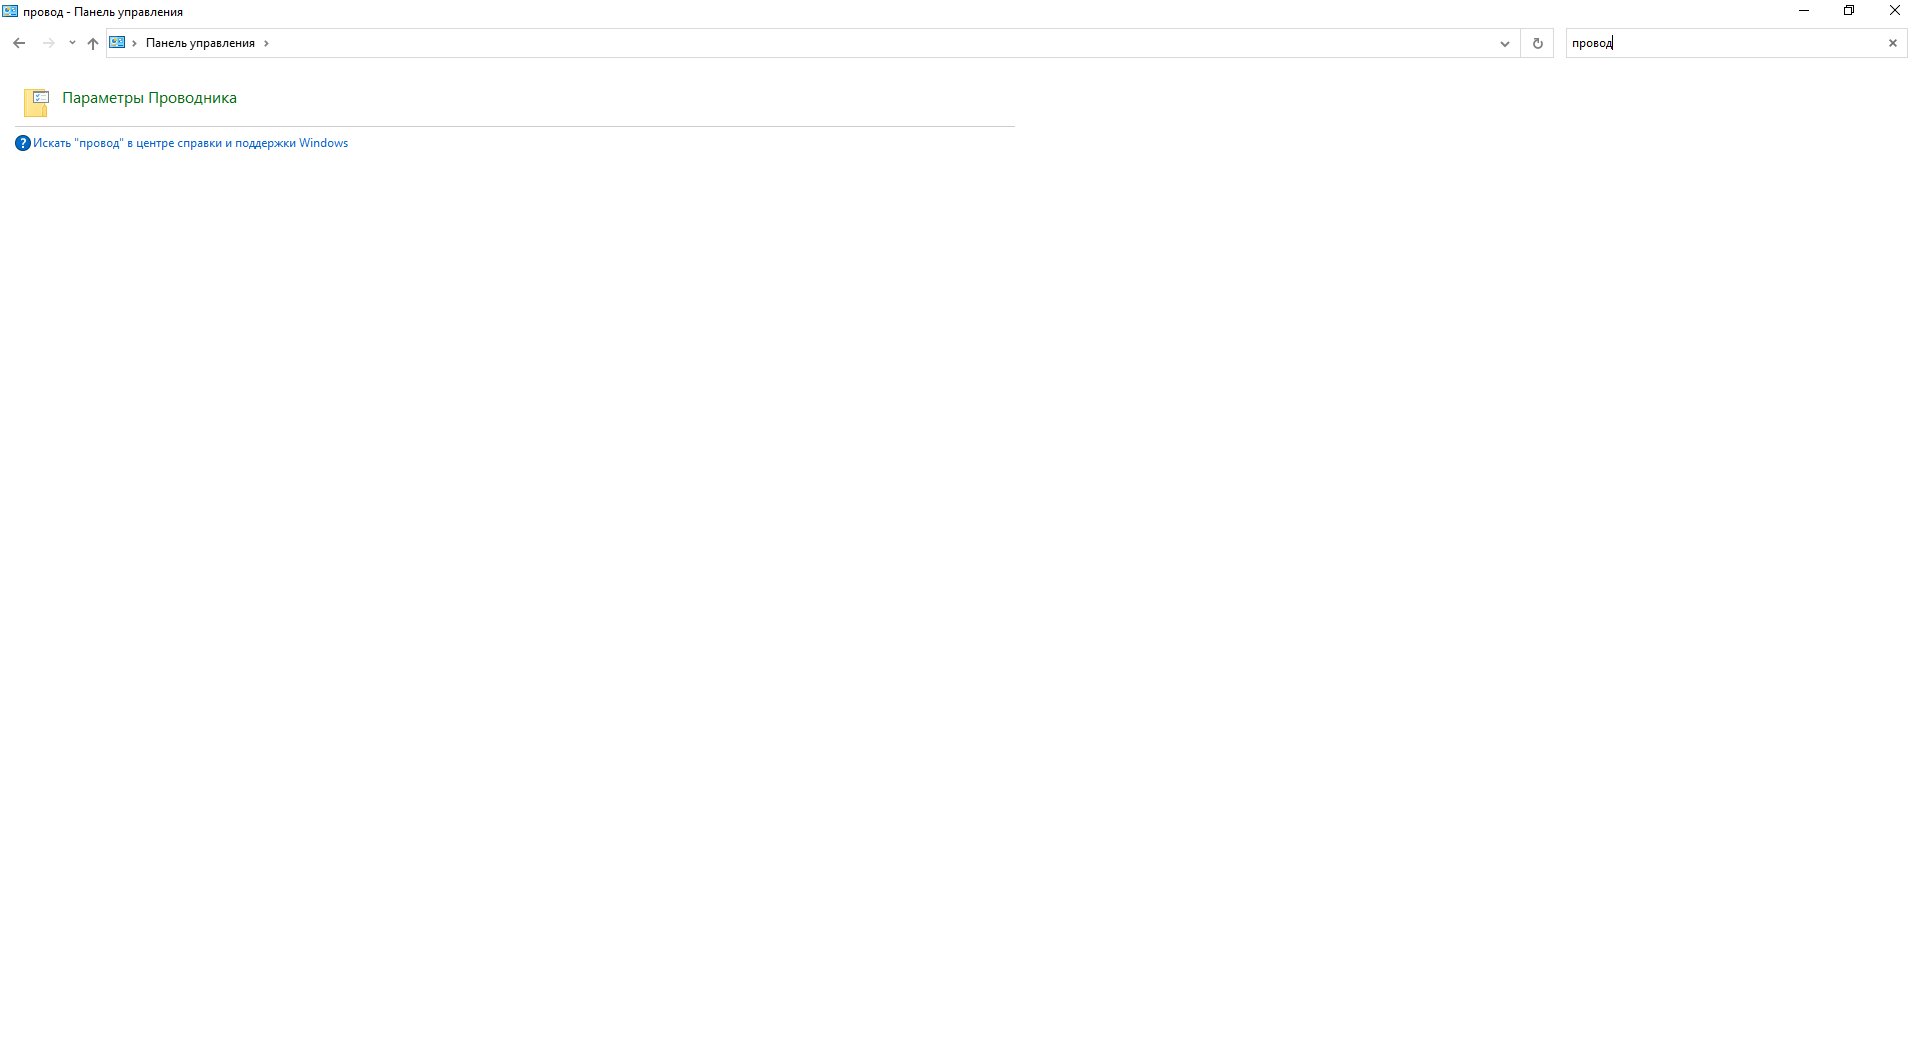 провод - Панель управления
Панель управления
провод
Параметры Проводника
Искать "провод" в центре справки и поддержки Windows